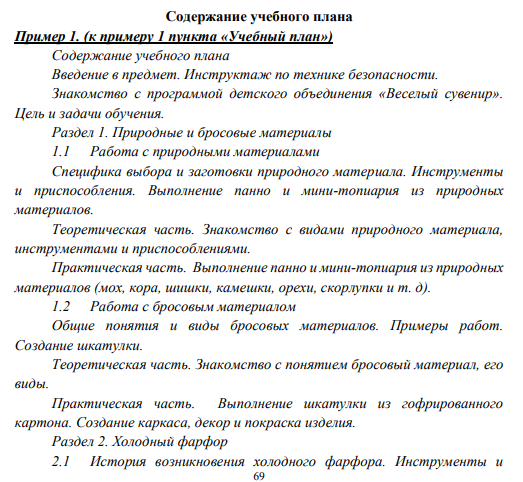 Содержание учебного плана
Пример 1. (к примеру 1 пункта «Учебный план»)
Содержание учебного плана
Введение в предмет. Инструктаж по технике безопасности.
Знакомство с программой детского объединения «Веселый сувенир».
Цель и задачи обучения.
Раздел 1. Природные и бросовые материалы
1.1 Работа с природными материалами
Специфика выбора и заготовки природного материала. Инструменты
и приспособления. Выполнение панно и мини-топиария из природных
материалов.
Теоретическая часть. Знакомство с видами природного материала,
инструментами и приспособлениями.
Практическая часть. Выполнение панно и мини-топиария из природных
материалов (мох, кора, шишки, камешки, орехи, скорлупки и т. д).
1.2 Работа с бросовым материалом
Общие понятия и виды бросовых материалов. Примеры работ.
Создание шкатулки.
Теоретическая часть. Знакомство с понятием бросовый материал, его
виды.
Практическая часть. Выполнение шкатулки из гофрированного
картона. Создание каркаса, декор и покраска изделия.
Раздел 2. Холодный фарфор
2.1 История возникновения холодного фарфора. Инструменты и
69